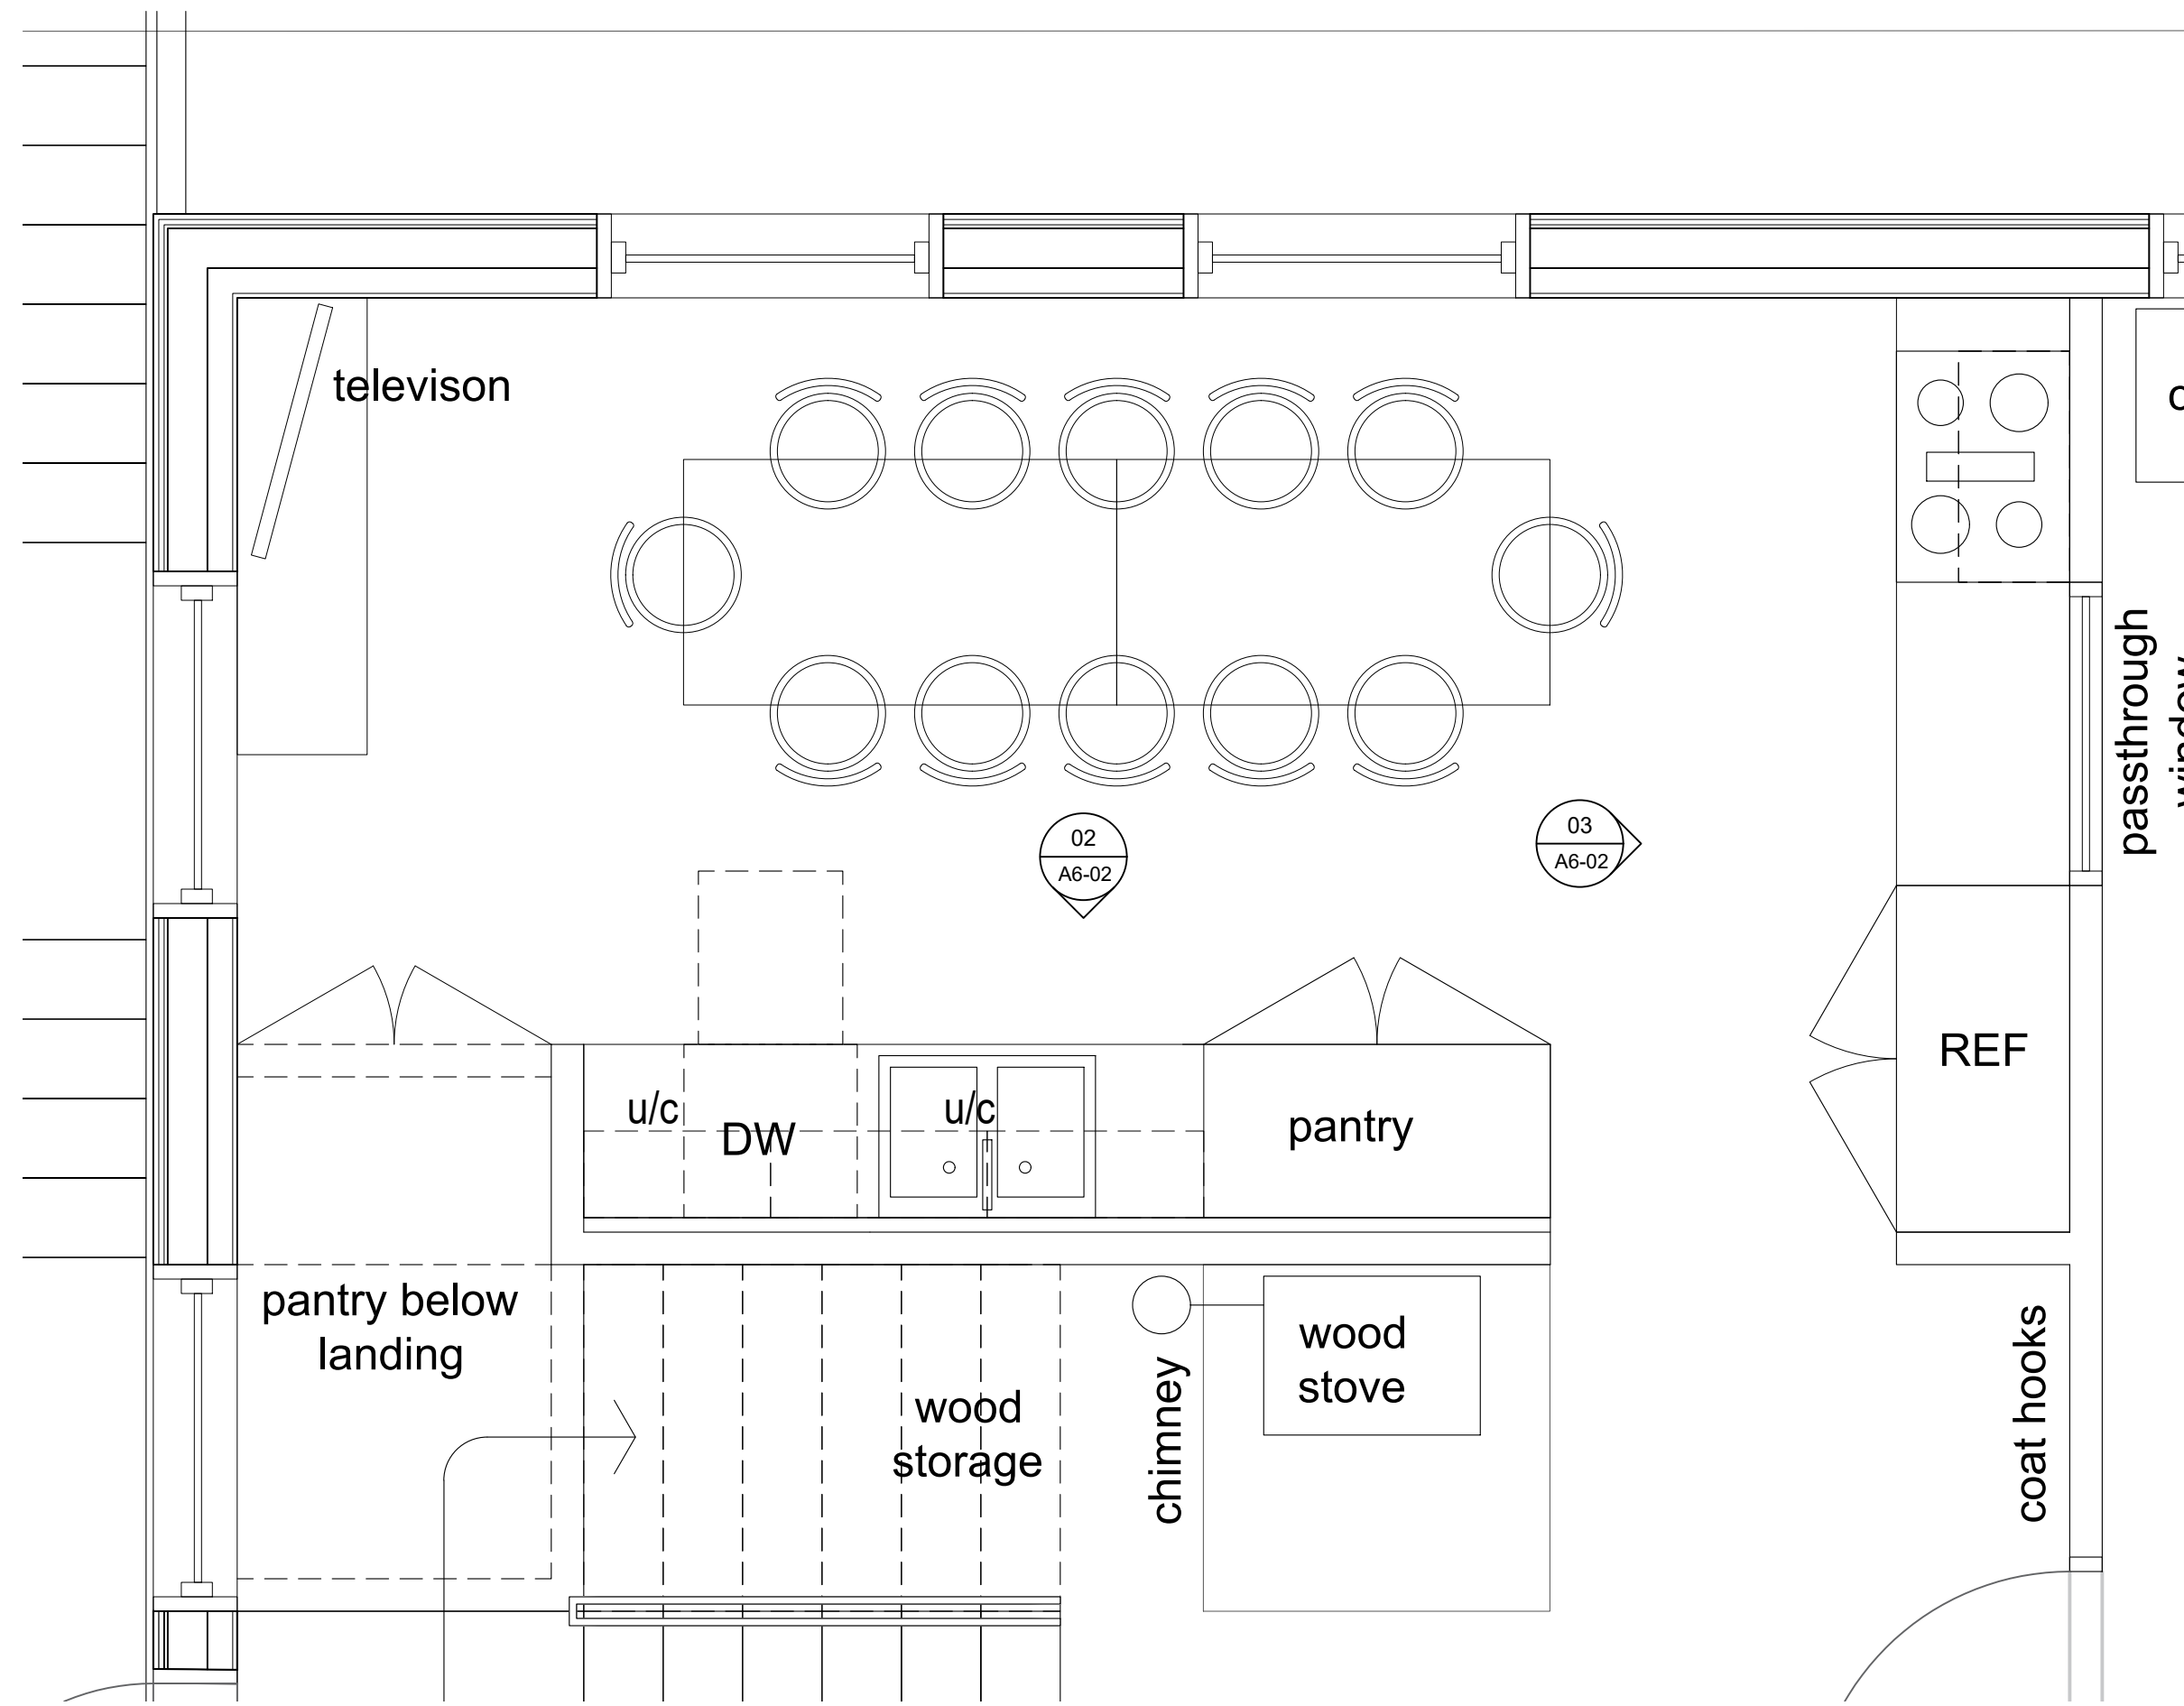 televison
passthrough
window
02
A6-02
03
A6-02
REF
u/c
DW
u/c
pantry
pantry below
landing
wood
storage
chimney
wood
stove
coat hooks